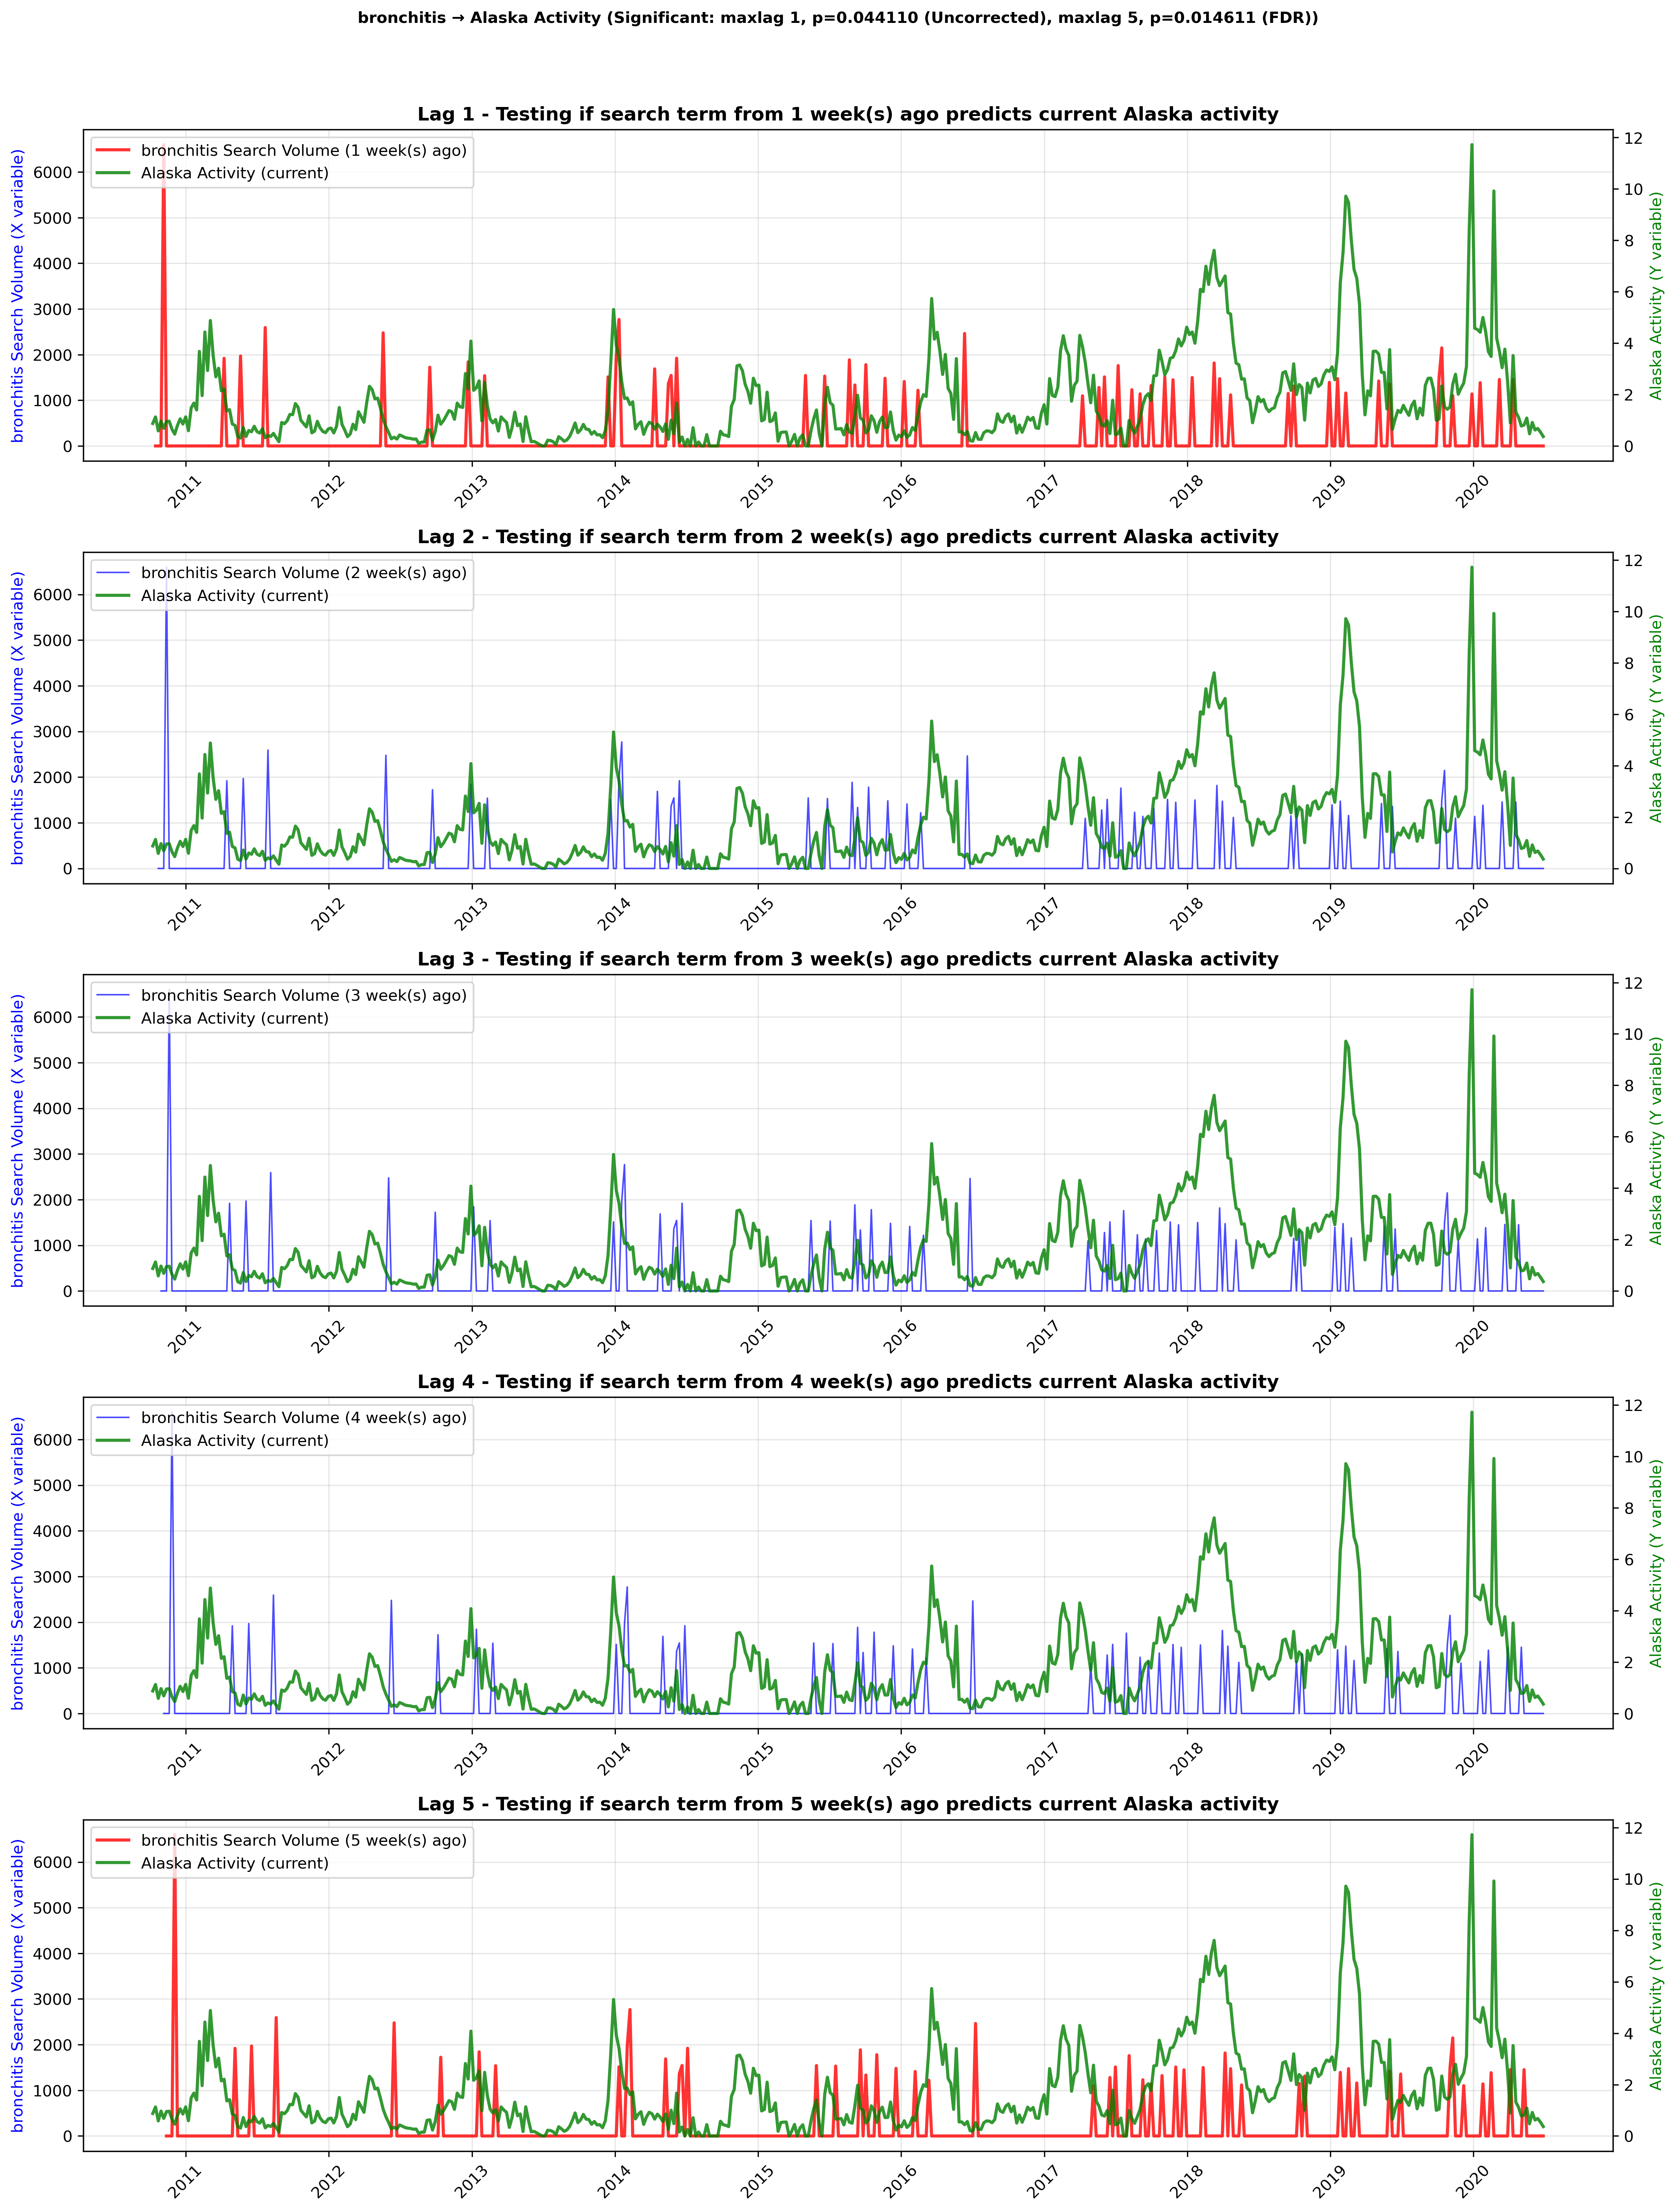 bronchitis → Alaska Activity (Significant: maxlag 1, p=0.044110 (Uncorrected), maxlag 5, p=0.014611 (FDR))
Lag 1 - Testing if search term from 1 week(s) ago predicts current Alaska activity
bronchitis Search Volume (1 week(s) ago)
Alaska Activity (current)
bronchitis Search Volume (X variable)
6000
5000
4000
3000
2000
1000
0
12
10
8
6
4
2
0
Alaska Activity (Y variable)
2011 2012 2013 2014 2015 2016 2017 2018 2019 2020
Lag 2 - Testing if search term from 2 week(s) ago predicts current Alaska activity
bronchitis Search Volume (2 week(s) ago)
Alaska Activity (current)
bronchitis Search Volume (X variable)
6000
5000
4000
3000
2000
1000
0
12
10
8
6
4
2
0
Alaska Activity (Y variable)
2011 2012 2013 2014 2015 2016 2017 2018 2019 2020
Lag 3 - Testing if search term from 3 week(s) ago predicts current Alaska activity
bronchitis Search Volume (3 week(s) ago)
Alaska Activity (current)
bronchitis Search Volume (X variable)
6000
5000
4000
3000
2000
1000
0
12
10
8
6
4
2
0
Alaska Activity (Y variable)
2011 2012 2013 2014 2015 2016 2017 2018 2019 2020
Lag 4 - Testing if search term from 4 week(s) ago predicts current Alaska activity
bronchitis Search Volume (4 week(s) ago)
Alaska Activity (current)
bronchitis Search Volume (X variable)
6000
5000
4000
3000
2000
1000
0
12
10
8
6
4
2
0
Alaska Activity (Y variable)
2011 2012 2013 2014 2015 2016 2017 2018 2019 2020
Lag 5 - Testing if search term from 5 week(s) ago predicts current Alaska activity
bronchitis Search Volume (5 week(s) ago)
Alaska Activity (current)
bronchitis Search Volume (X variable)
6000
5000
4000
3000
2000
1000
0
12
10
8
6
4
2
0
Alaska Activity (Y variable)
2011 2012 2013 2014 2015 2016 2017 2018 2019 2020